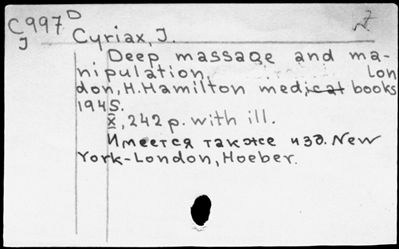 C997 D
J
Cyriax, J.
Deep massage and ma-
nipulation, Lon
don, H. Hamilton medical books
1945.
X, 242 p. with ill.
Имеется также изд. New
York-London, Hoeber.